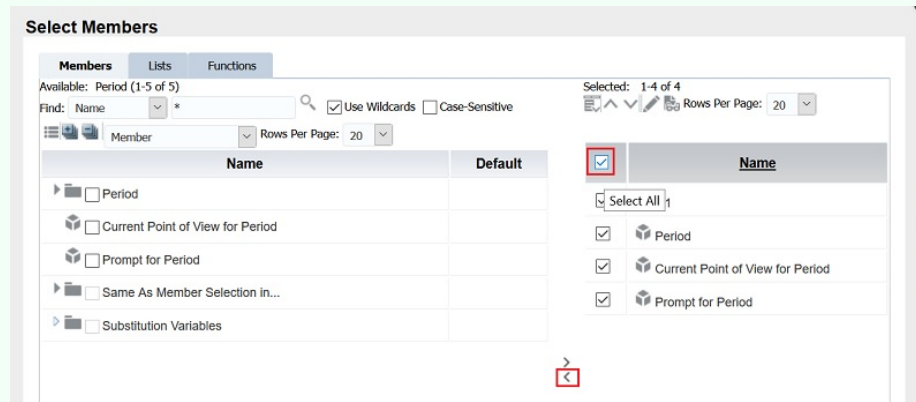 Select Members
Members Lists Functions
Available: Period (1-5 of 5)
Find: Name * Use Wildcards Case-Sensitive
Member Rows Per Page: 20
Name Default
Period
Current Point of View for Period
Prompt for Period
Same As Member Selection in...
Substitution Variables
Selected: 1-4 of 4
Rows Per Page: 20
Name
Select All 1
Period
Current Point of View for Period
Prompt for Period